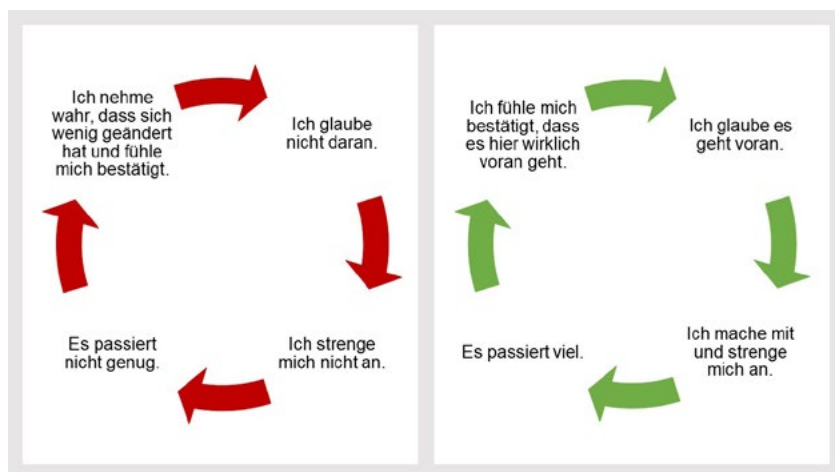 Ich nehme
wahr, dass sich
wenig geändert
hat und fühle
mich bestätigt.
Ich glaube
nicht daran.
Ich strenge
mich nicht an.
Es passiert
nicht genug.
Ich fühle mich
bestätigt, dass
es hier wirklich
voran geht.
Ich glaube es
geht voran.
Ich mache mit
und strenge
mich an.
Es passiert viel.